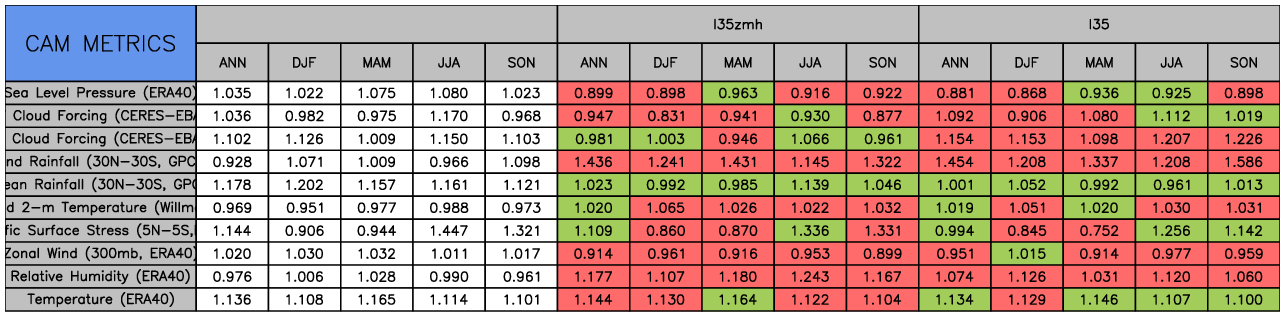 CAM METRICS I35zmh I35
ANN DJF MAM JJA SON ANN DJF MAM JJA SON ANN DJF MAM JJA SON
Sea Level Pressure (ERA40) 1.035 1.022 1.075 1.080 1.023 0.899 0.898 0.963 0.916 0.922 0.881 0.868 0.936 0.925 0.898
Cloud Forcing (CERES-EB 1.036 0.982 0.975 1.170 0.968 0.947 0.831 0.941 0.930 0.877 1.092 0.906 1.080 1.112 1.019
Cloud Forcing (CERES-EB 1.102 1.126 1.009 1.150 1.103 0.981 1.003 0.946 1.066 0.961 1.154 1.153 1.098 1.207 1.226
nd Rainfall (30N-30S, GPC 0.928 1.071 1.009 0.966 1.098 1.436 1.241 1.431 1.145 1.322 1.454 1.208 1.337 1.208 1.586
ean Rainfall (30N-30S, GP 1.178 1.202 1.157 1.161 1.121 1.023 0.992 0.985 1.139 1.046 1.001 1.052 0.992 0.961 1.013
d 2-m Temperature (Willm 0.969 0.951 0.977 0.988 0.973 1.020 1.065 1.026 1.022 1.032 1.019 1.051 1.020 1.030 1.031
fic Surface Stress (5N-5S, 1.144 0.906 0.944 1.447 1.321 1.109 0.860 0.870 1.336 1.331 0.994 0.845 0.752 1.256 1.142
Zonal Wind (300mb, ERA40) 1.020 1.030 1.032 1.011 1.017 0.914 0.961 0.916 0.953 0.899 0.951 1.015 0.914 0.977 0.959
Relative Humidity (ERA40) 0.976 1.006 1.028 0.990 0.961 1.177 1.107 1.180 1.243 1.167 1.074 1.126 1.031 1.120 1.060
Temperature (ERA40) 1.136 1.108 1.165 1.114 1.101 1.144 1.130 1.164 1.122 1.104 1.134 1.129 1.146 1.107 1.100